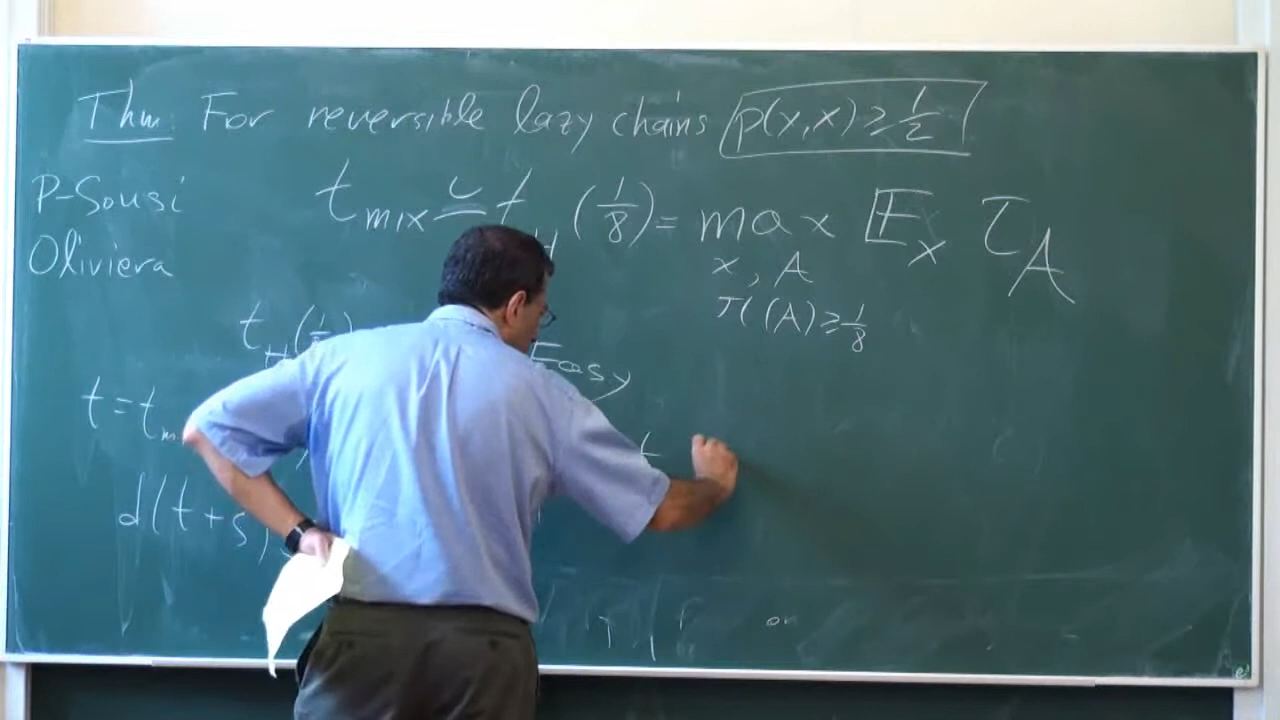 Thm: For reversible lazy chains p(y,x) ≥ 1/2
P-Sousi
Oliviera
t_mix ≍^c t_H (1/8) = max E_x τ_A
x, A
π(A) ≥ 1/8
t_H (1/
Easy
t = t_m
d(t+s)